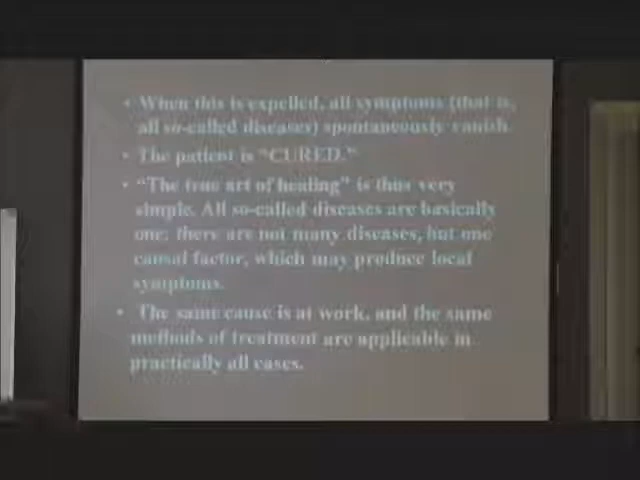 • When this is expelled, all symptoms (that is,
all so-called diseases) spontaneously vanish.
• The patient is “CURED.”
• “The true art of healing” is thus very
simple. All so-called diseases are basically
one; there are not many diseases, but one
causal factor, which may produce local
symptoms.
• The same cause is at work, and the same
methods of treatment are applicable in
practically all cases.